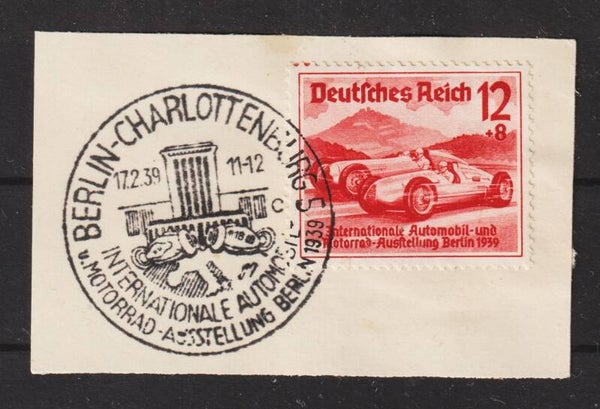 BERLIN-CHARLOTTENBURG 5
17.2.39 11-12
c
INTERNATIONALE AUTOMOBIL-
u. MOTORRAD-AUSSTELLUNG BERLIN 1939
Deutsches Reich 12
+8
Internationale Automobil-und
Motorrad-Ausstellung Berlin 1939